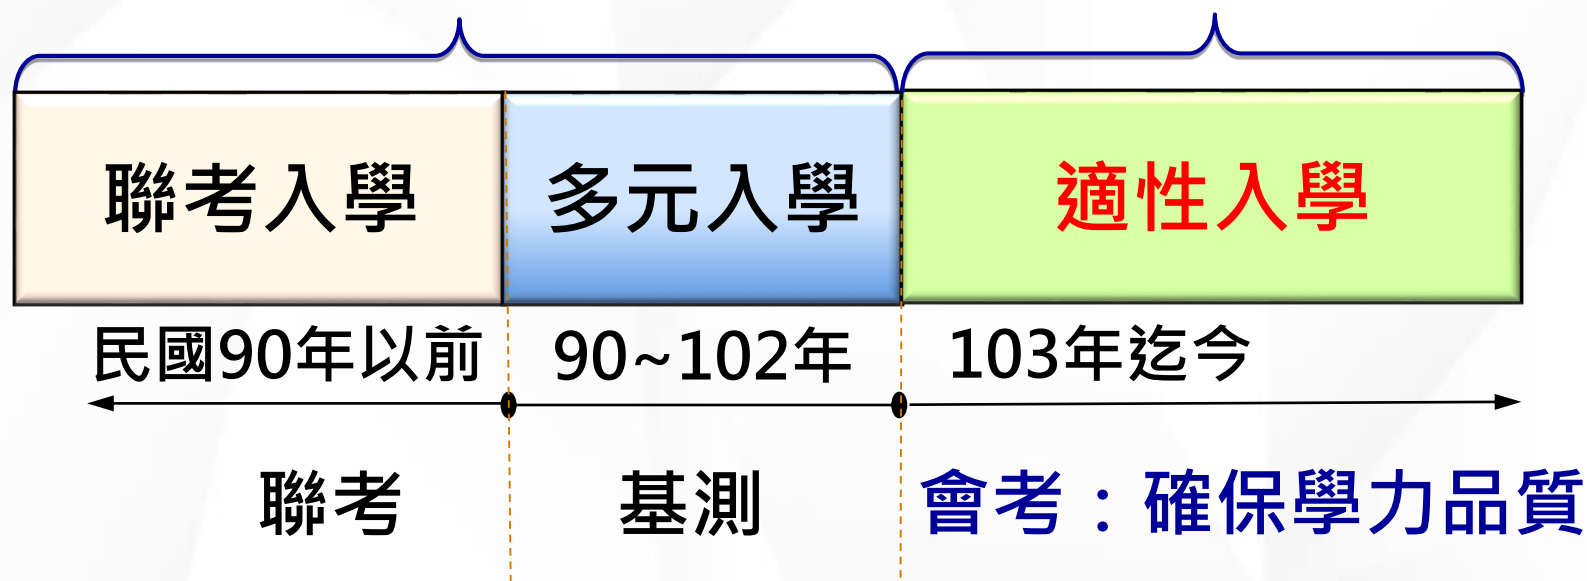 聯考入學 多元入學 適性入學
民國90年以前 90~102年 103年迄今
聯考 基測 會考：確保學力品質